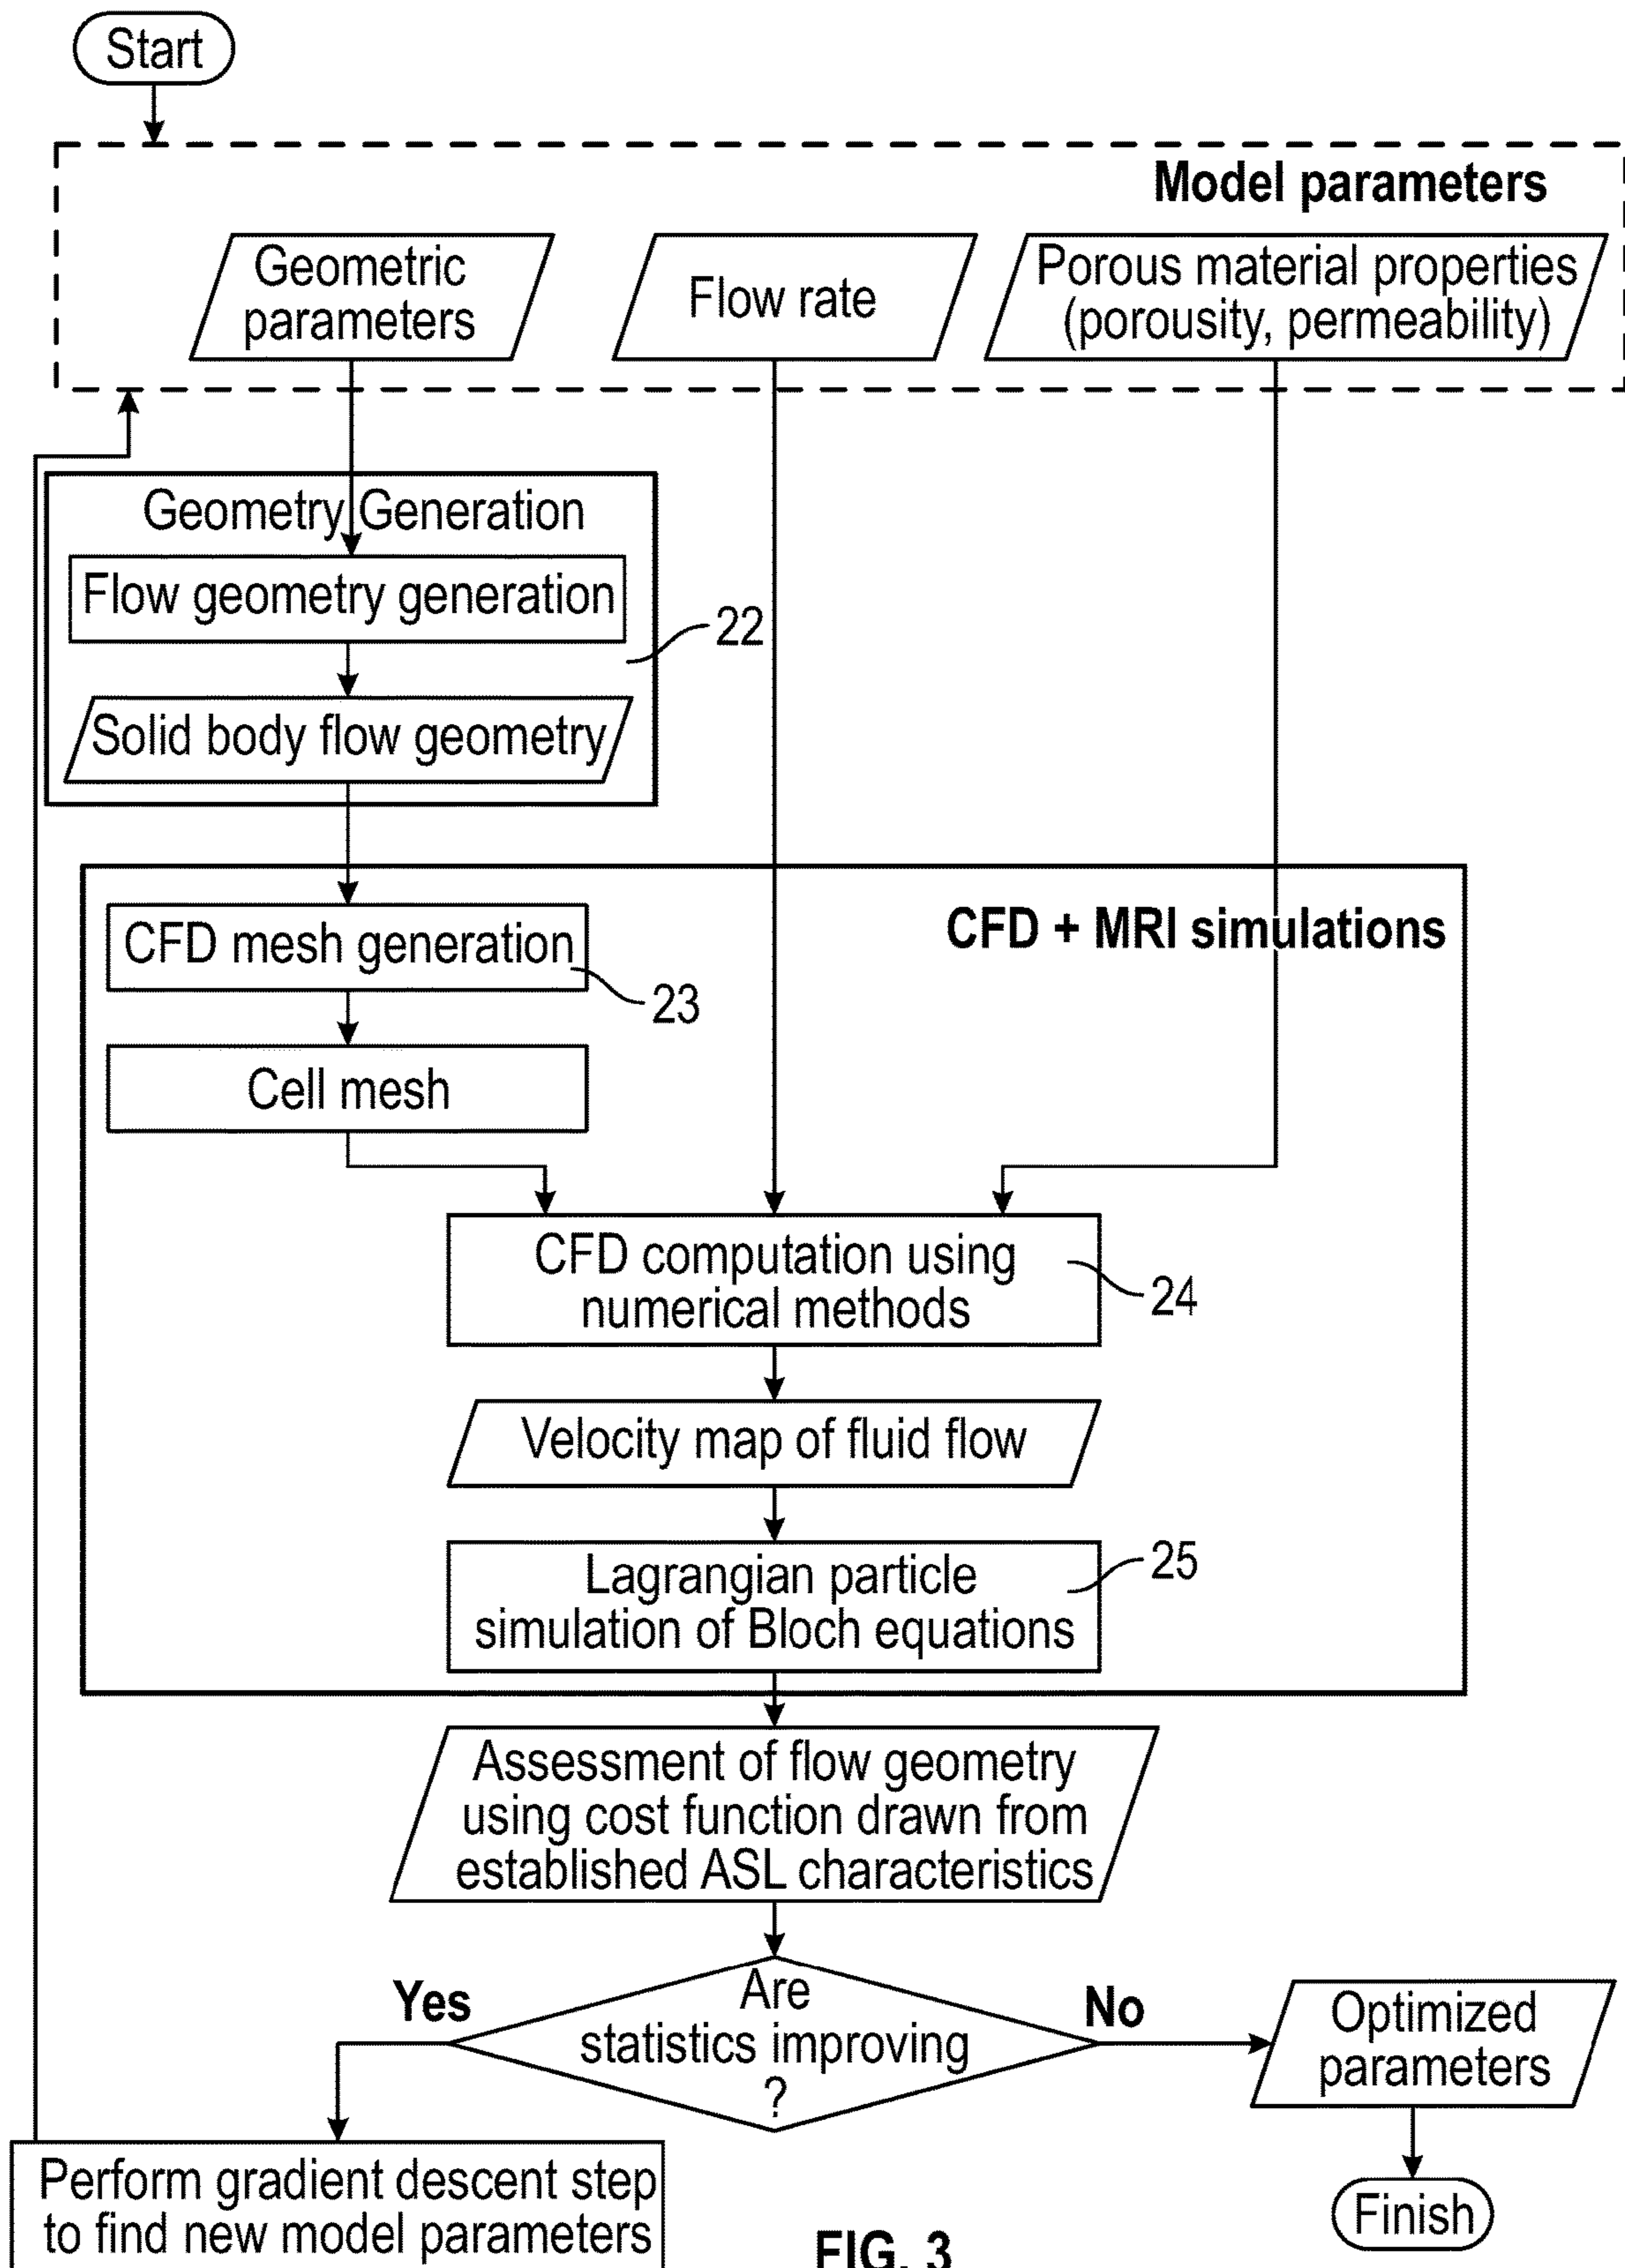 Start
Model parameters
Geometric
parameters
Flow rate
Porous material properties
(porousity, permeability)
Geometry Generation
Flow geometry generation
22
Solid body flow geometry
CFD + MRI simulations
CFD mesh generation
23
Cell mesh
CFD computation using
numerical methods
24
Velocity map of fluid flow
25
Lagrangian particle
simulation of Bloch equations
Assessment of flow geometry
using cost function drawn from
established ASL characteristics
Yes
Are
statistics improving
?
No
Optimized
parameters
Perform gradient descent step
to find new model parameters
Finish
FIG. 3